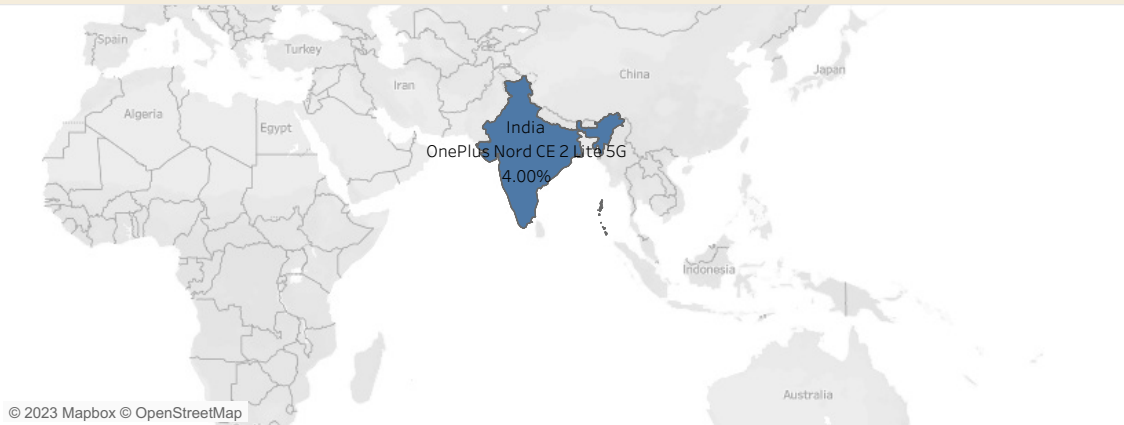 Spain
Turkey
Iran
China
Japan
Algeria
Egypt
India
OnePlus Nord CE 2 Lite 5G
4.00%
Indonesia
Australia
© 2023 Mapbox © OpenStreetMap